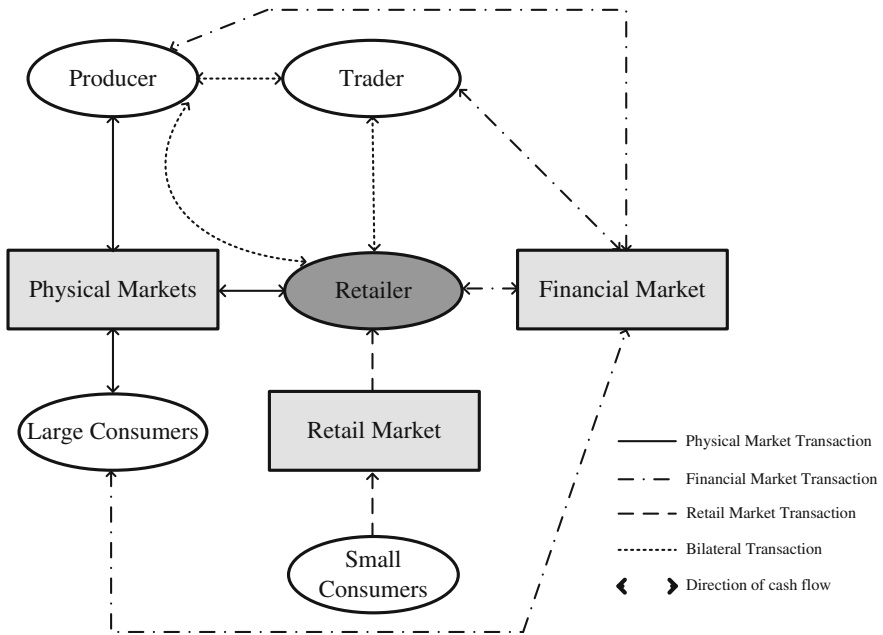 Producer
Trader
Physical Markets
Retailer
Financial Market
Large Consumers
Retail Market
Small
Consumers
Physical Market Transaction
Financial Market Transaction
Retail Market Transaction
Bilateral Transaction
Direction of cash flow